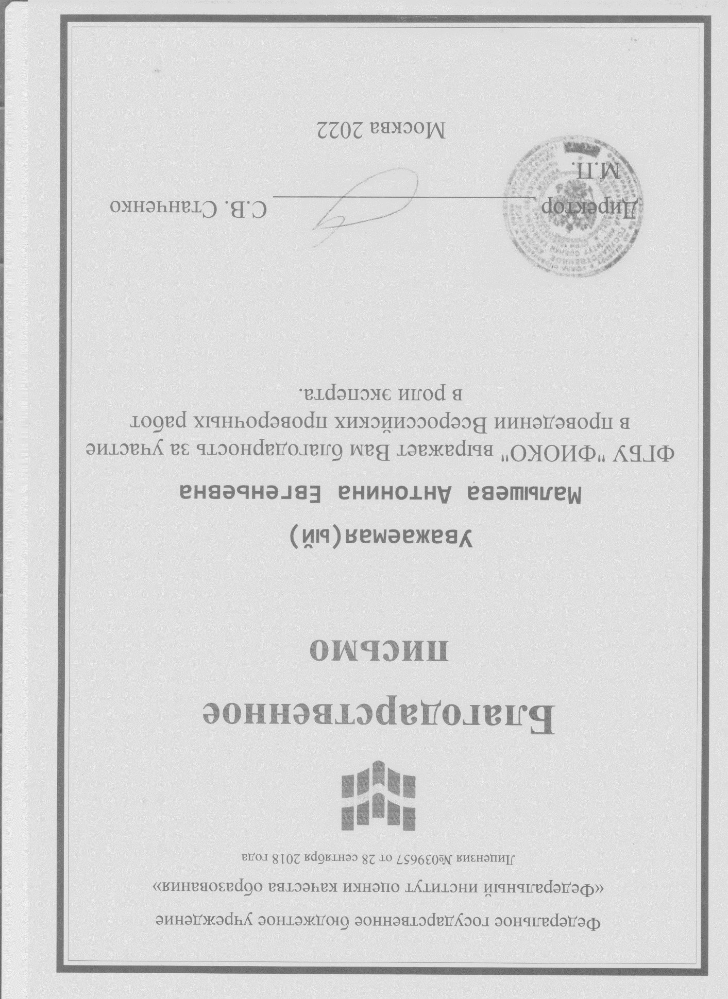 Федеральное государственное бюджетное учреждение
«Федеральный институт оценки качества образования»
Лицензия №039657 от 28 сентября 2018 года
Благодарственное
письмо
Уважаемая(ый)
Малышева Антонина Евгеньевна
ФГБУ "ФИОКО" выражает Вам благодарность за участие
в проведении Всероссийских проверочных работ
в роли эксперта.
Директор С.В. Станченко
М.П.
Москва 2022